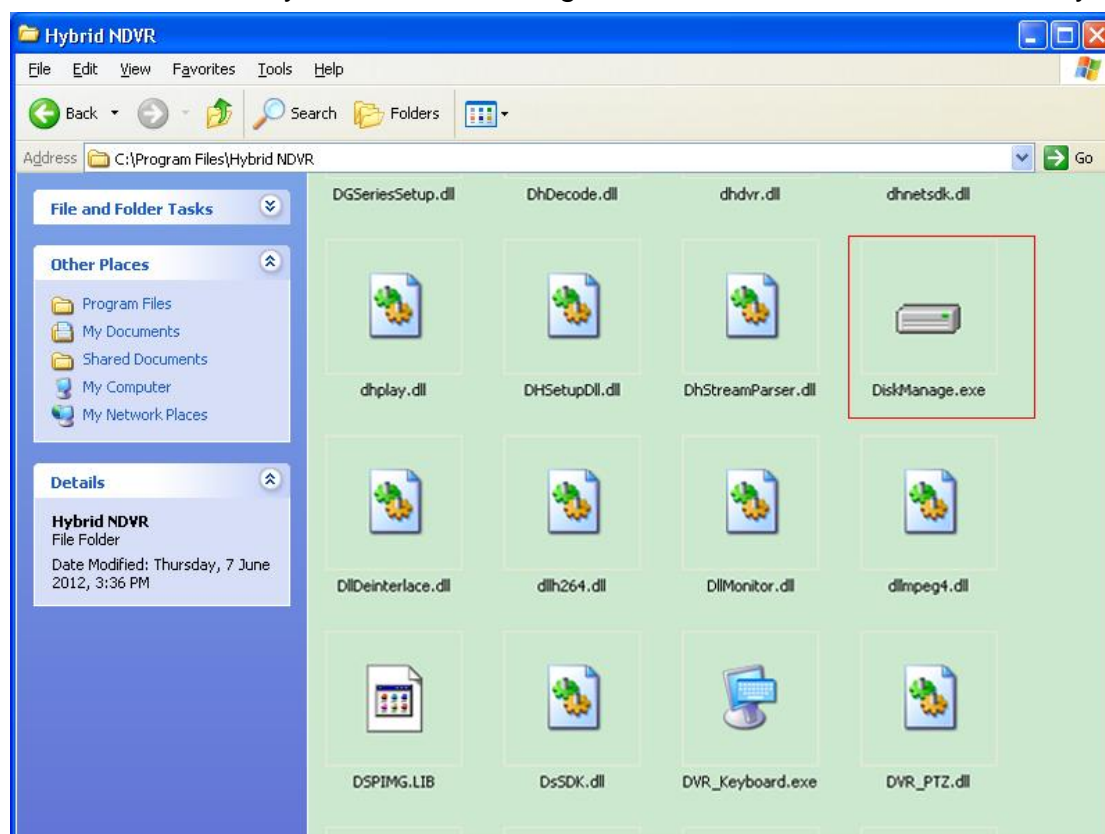 Hybrid NDVR
File Edit View Favorites Tools Help
Back Search Folders
Address C:\Program Files\Hybrid NDVR Go
File and Folder Tasks
Other Places
Program Files
My Documents
Shared Documents
My Computer
My Network Places
Details
Hybrid NDVR
File Folder
Date Modified: Thursday, 7 June
2012, 3:36 PM
DGSeriesSetup.dll DhDecode.dll dhdvr.dll dhnetsdk.dll
dhplay.dll DHSetupDll.dll DhStreamParser.dll DiskManage.exe
DllDeinterlace.dll dllh264.dll DllMonitor.dll dllmpeg4.dll
DSPIMG.LIB DsSDK.dll DVR_Keyboard.exe DVR_PTZ.dll